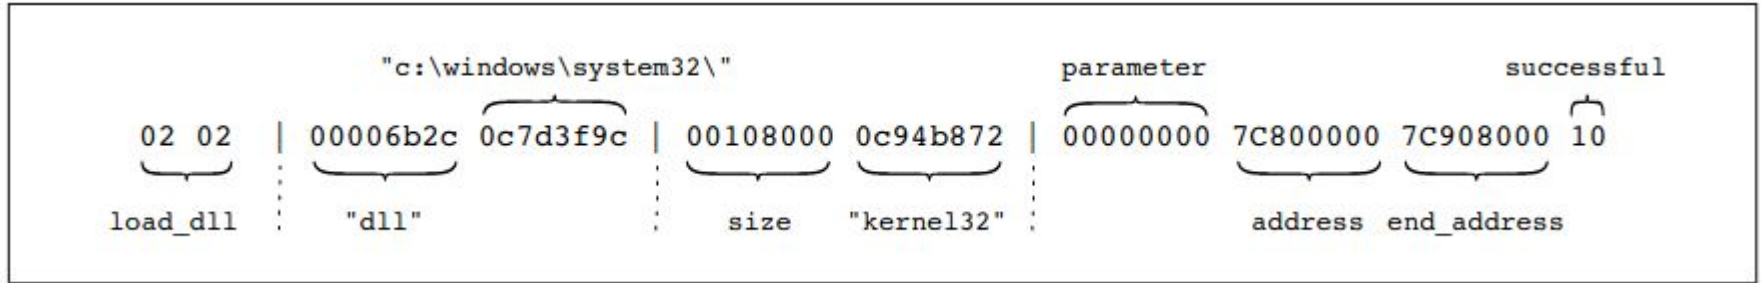 "c:\windows\system32\" parameter successful
02 02 | 00006b2c 0c7d3f9c | 00108000 0c94b872 | 00000000 7C800000 7C908000 10
load_dll "dll" size "kernel32" address end_address